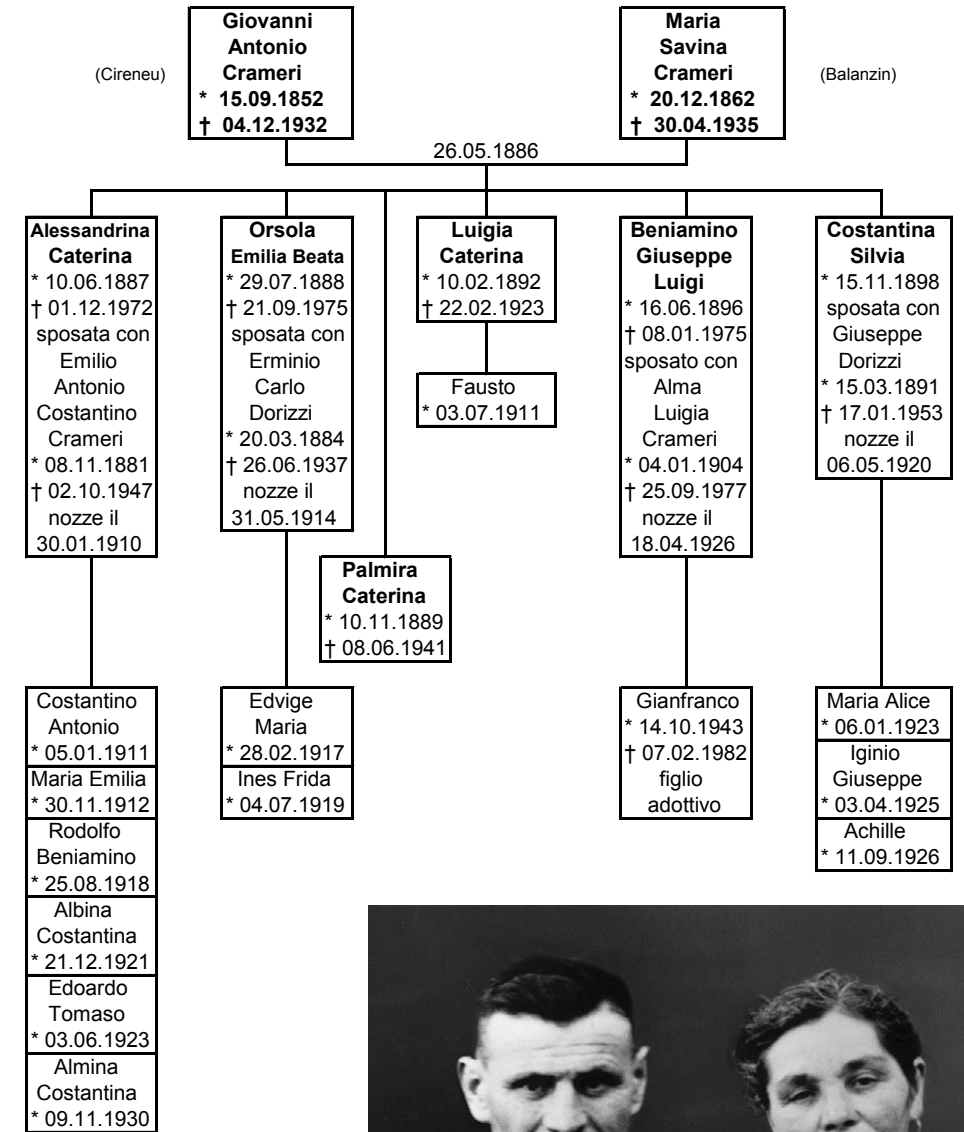 Giovanni
Antonio
Crameri
* 15.09.1852
† 04.12.1932
(Cireneu)
Maria
Savina
Crameri
* 20.12.1862
† 30.04.1935
(Balanzin)
26.05.1886
Alessandrina
Caterina
* 10.06.1887
† 01.12.1972
sposata con
Emilio
Antonio
Costantino
Crameri
* 08.11.1881
† 02.10.1947
nozze il
30.01.1910
Orsola
Emilia Beata
* 29.07.1888
† 21.09.1975
sposata con
Erminio
Carlo
Dorizzi
* 20.03.1884
† 26.06.1937
nozze il
31.05.1914
Palmira
Caterina
* 10.11.1889
† 08.06.1941
Luigia
Caterina
* 10.02.1892
† 22.02.1923
Fausto
* 03.07.1911
Beniamino
Giuseppe
Luigi
* 16.06.1896
† 08.01.1975
sposato con
Alma
Luigia
Crameri
* 04.01.1904
† 25.09.1977
nozze il
18.04.1926
Costantina
Silvia
* 15.11.1898
sposata con
Giuseppe
Dorizzi
* 15.03.1891
† 17.01.1953
nozze il
06.05.1920
Costantino
Antonio
* 05.01.1911
Maria Emilia
* 30.11.1912
Rodolfo
Beniamino
* 25.08.1918
Albina
Costantina
* 21.12.1921
Edoardo
Tomaso
* 03.06.1923
Almina
Costantina
* 09.11.1930
Edvige
Maria
* 28.02.1917
Ines Frida
* 04.07.1919
Gianfranco
* 14.10.1943
† 07.02.1982
figlio
adottivo
Maria Alice
* 06.01.1923
Iginio
Giuseppe
* 03.04.1925
Achille
* 11.09.1926